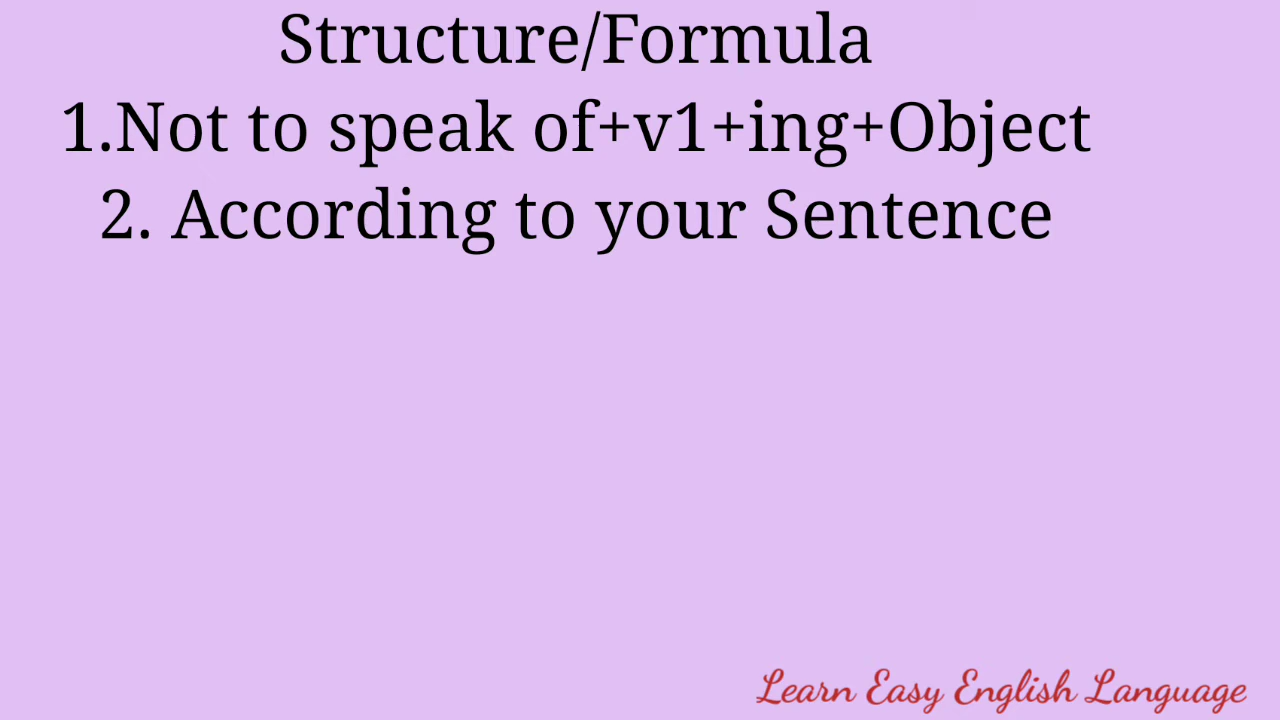 Structure/Formula
1.Not to speak of+v1+ing+Object
2. According to your Sentence
Learn Easy English Language